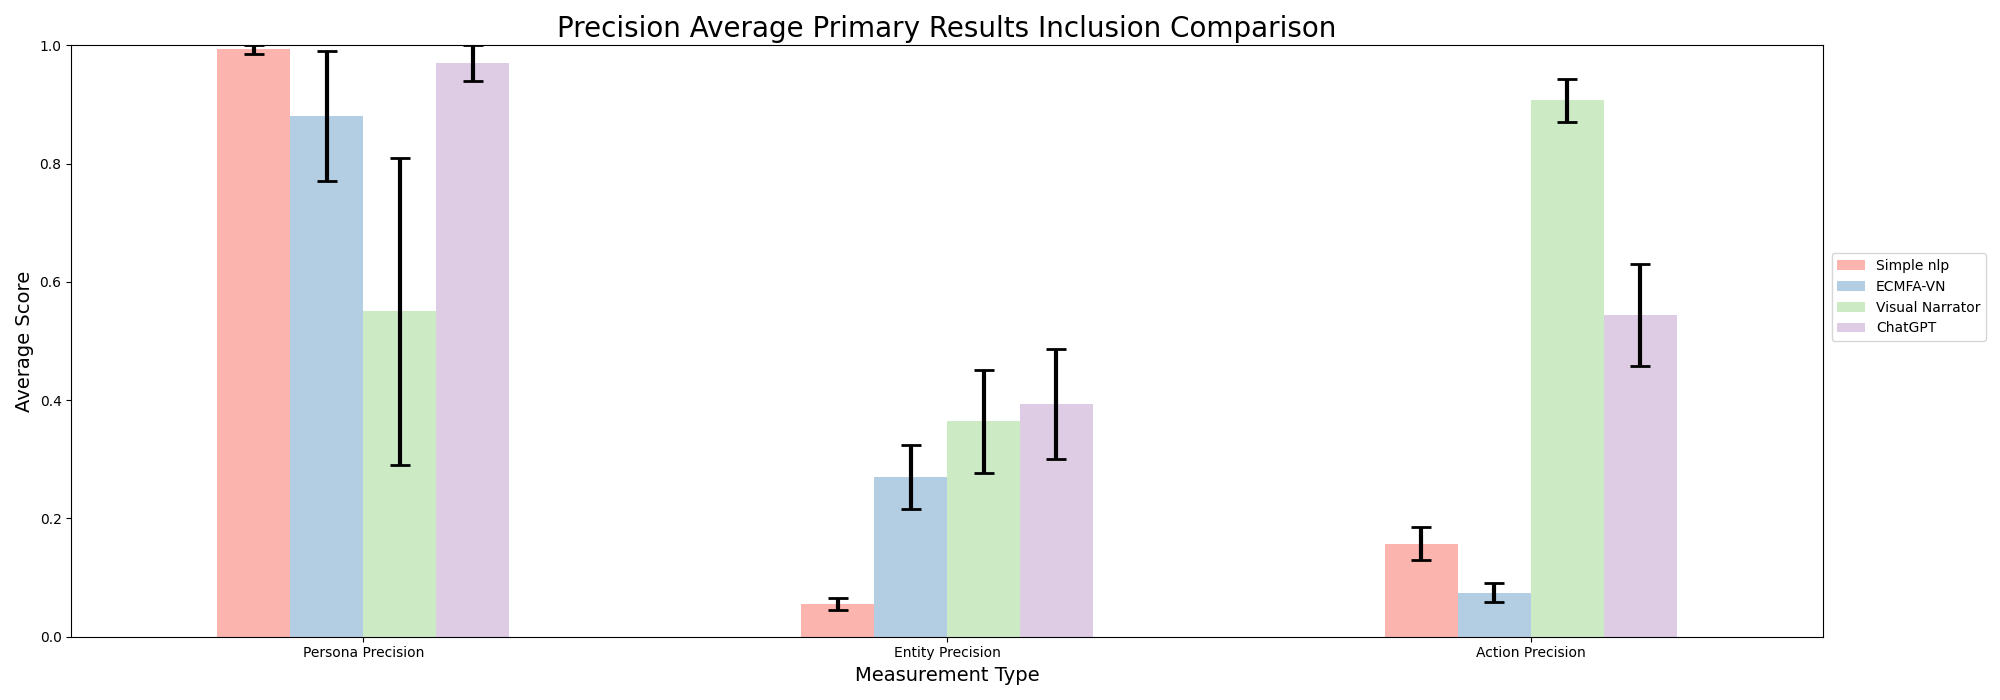 Precision Average Primary Results Inclusion Comparison
Average Score
1.0
0.8
0.6
0.4
0.2
0.0
Persona Precision
Entity Precision
Action Precision
Measurement Type
Simple nlp
ECMFA-VN
Visual Narrator
ChatGPT